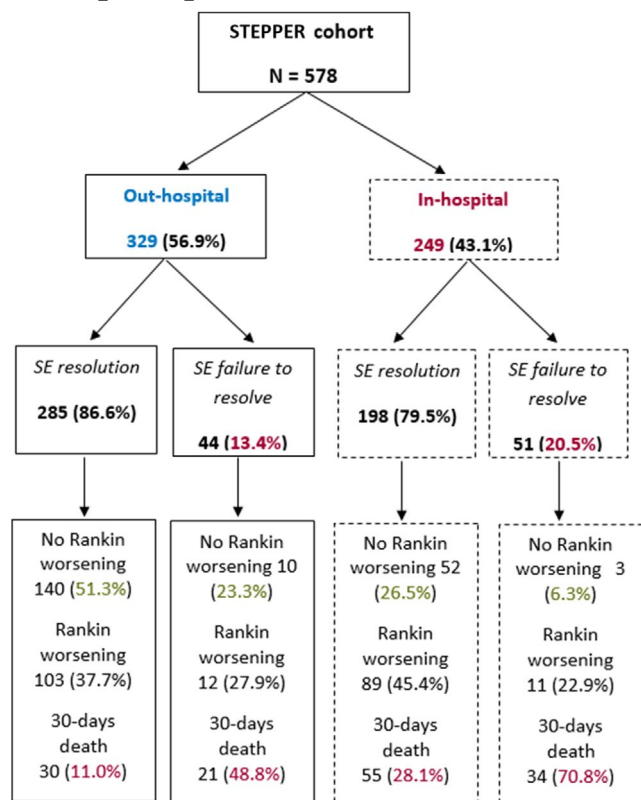 STEPPER cohort
N = 578
Out-hospital
329 (56.9%)
In-hospital
249 (43.1%)
SE resolution
285 (86.6%)
SE failure to
resolve
44 (13.4%)
SE resolution
198 (79.5%)
SE failure to
resolve
51 (20.5%)
No Rankin
worsening
140 (51.3%)
Rankin
worsening
103 (37.7%)
30-days
death
30 (11.0%)
No Rankin
worsening 10
(23.3%)
Rankin
worsening
12 (27.9%)
30-days
death
21 (48.8%)
No Rankin
worsening 52
(26.5%)
Rankin
worsening
89 (45.4%)
30-days
death
55 (28.1%)
No Rankin
worsening 3
(6.3%)
Rankin
worsening
11 (22.9%)
30-days
death
34 (70.8%)